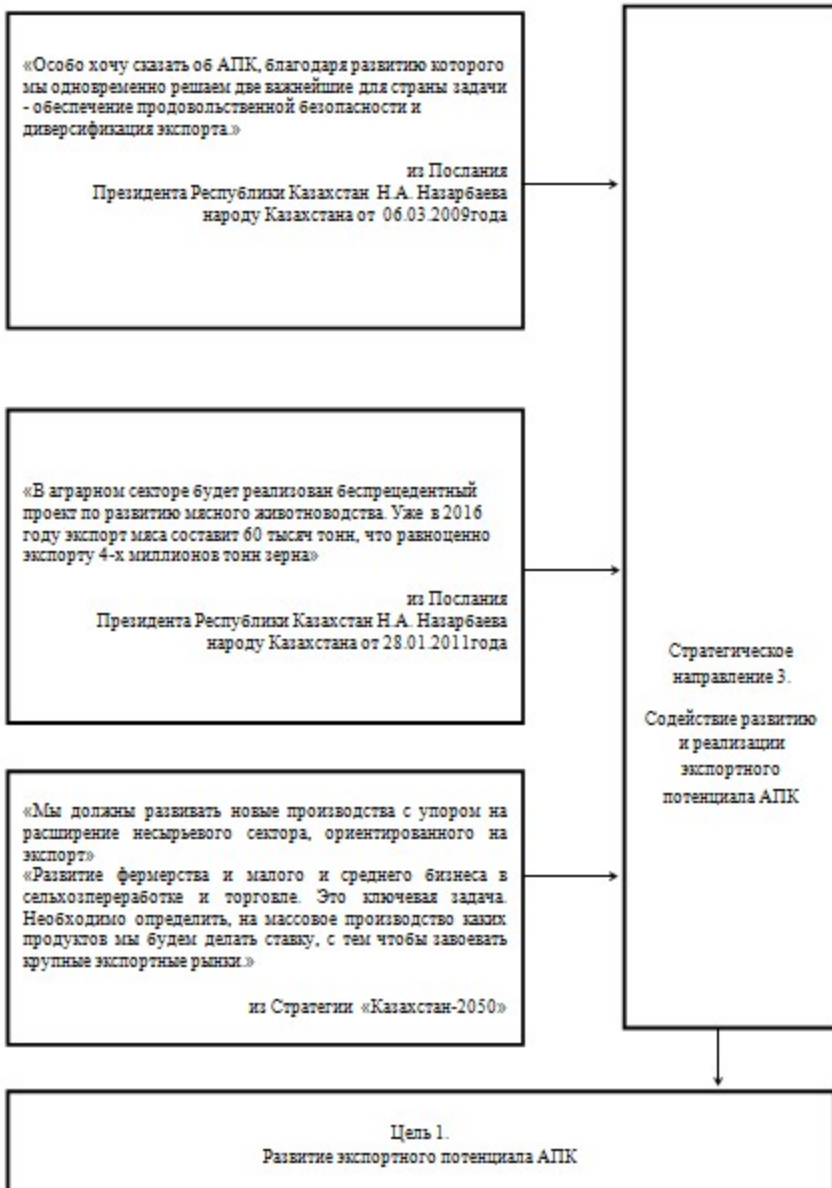 «Особо хочу сказать об АПК, благодаря развитию которого
мы одновременно решаем две важнейшие для страны задачи
- обеспечение продовольственной безопасности и
диверсификация экспорта.»
из Послания
Президента Республики Казахстан Н.А. Назарбаева
народу Казахстана от 06.03.2009года
«В аграрном секторе будет реализован беспрецедентный
проект по развитию мясного животноводства. Уже в 2016
году экспорт мяса составит 60 тысяч тонн, что равноценно
экспорту 4-х миллионов тонн зерна»
из Послания
Президента Республики Казахстан Н.А. Назарбаева
народу Казахстана от 28.01.2011года
«Мы должны развивать новые производства с упором на
расширение несырьевого сектора, ориентированного на
экспорт»
«Развитие фермерства и малого и среднего бизнеса в
сельхозпереработке и торговле. Это ключевая задача.
Необходимо определить, на массовое производство каких
продуктов мы будем делать ставку, с тем чтобы завоевать
крупные экспортные рынки.»
из Стратегии «Казахстан-2050»
Стратегическое
направление 3.
Содействие развитию
и реализации
экспортного
потенциала АПК
Цель 1.
Развитие экспортного потенциала АПК